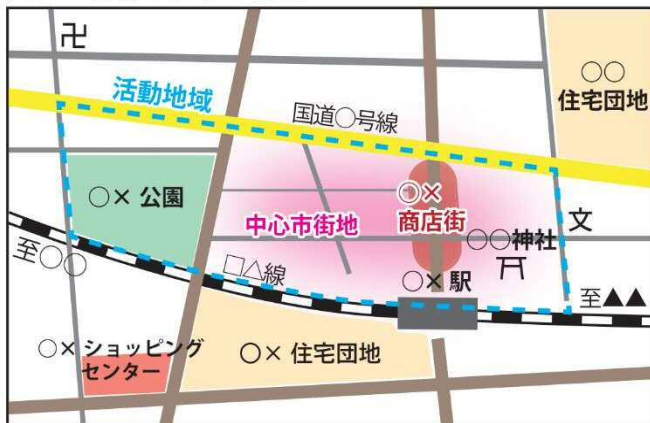 卍
活動地域
国道○号線
○○
住宅団地
○× 公園
中心市街地
○×
商店街
○○神社
文
至○○
□△線
○× 駅
至▲▲
○× ショッピング
センター
○× 住宅団地